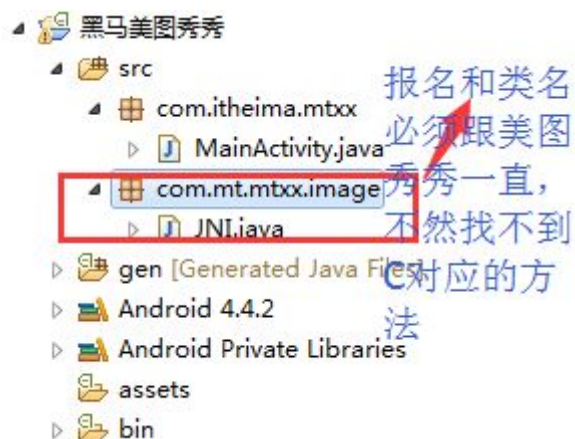 黑马美图秀秀
src
com.itheima.mtxx
MainActivity.java
com.mt.mtxx.image
JNI.java
gen [Generated Java Files]
Android 4.4.2
Android Private Libraries
assets
bin
报名和类名
必须跟美图
秀秀一直，
不然找不到
C对应的方
法